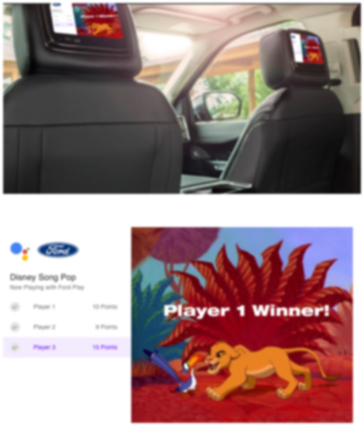 Ford
Disney Song Pop
Now Playing with Ford Play
Player 1 10 Points
Player 2 9 Points
Player 3 15 Points
Player 1 Winner!